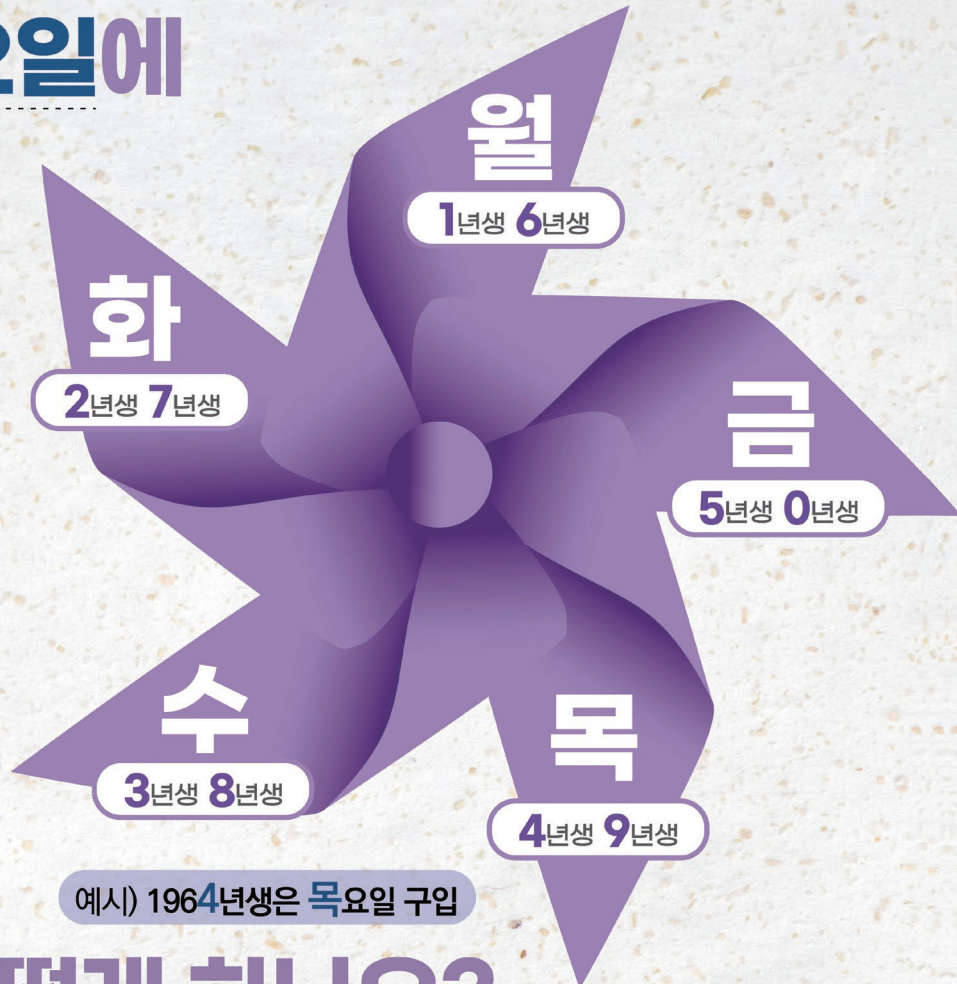 요일에
월
1년생 6년생
화
2년생 7년생
금
5년생 0년생
수
3년생 8년생
목
4년생 9년생
예시) 1964년생은 목요일 구입